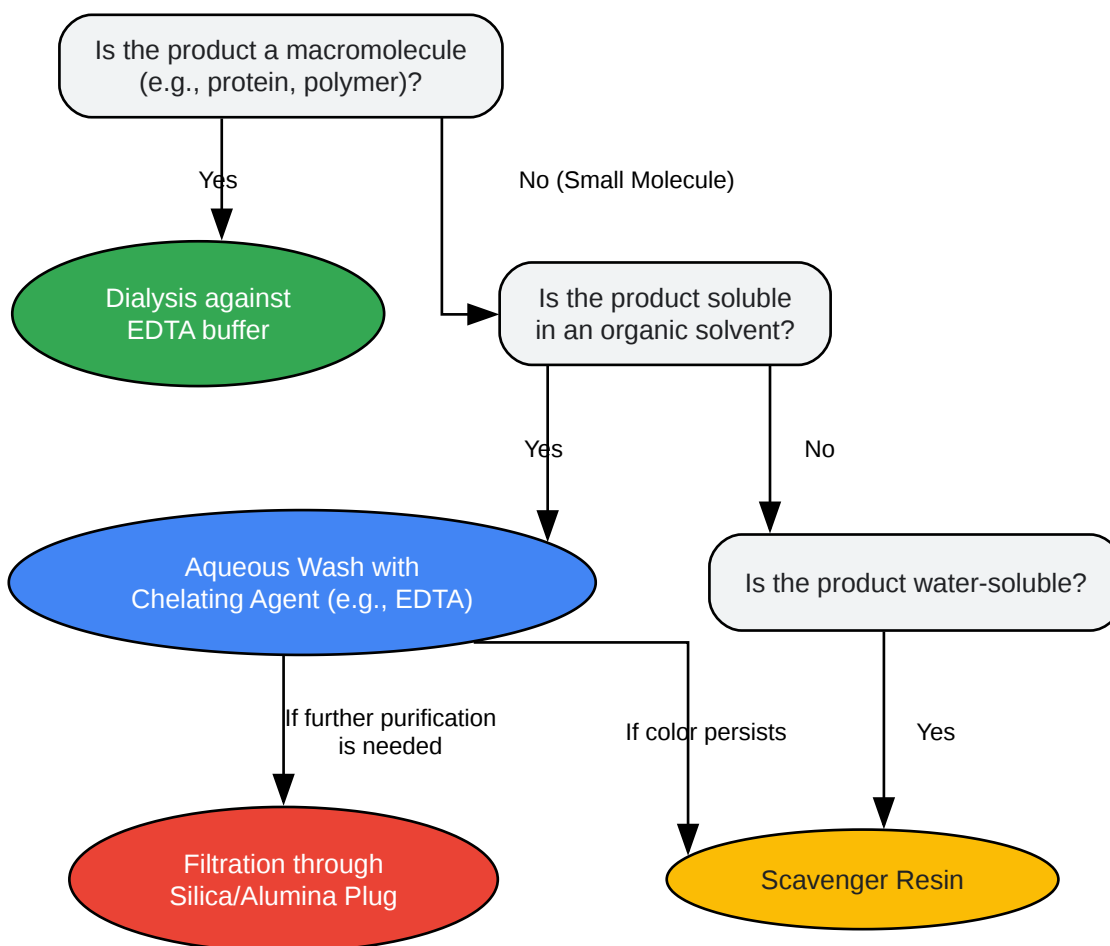 Is the product a macromolecule
(e.g., protein, polymer)?
Yes
No (Small Molecule)
Dialysis against
EDTA buffer
Is the product soluble
in an organic solvent?
Yes
No
Aqueous Wash with
Chelating Agent (e.g., EDTA)
Is the product water-soluble?
If further purification
is needed
If color persists
Yes
Filtration through
Silica/Alumina Plug
Scavenger Resin